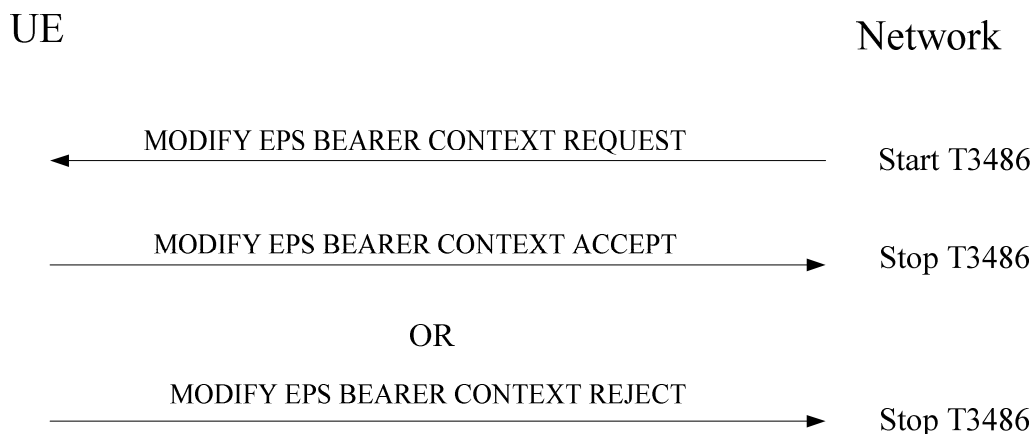 UE
Network
MODIFY EPS BEARER CONTEXT REQUEST
Start T3486
MODIFY EPS BEARER CONTEXT ACCEPT
Stop T3486
OR
MODIFY EPS BEARER CONTEXT REJECT
Stop T3486